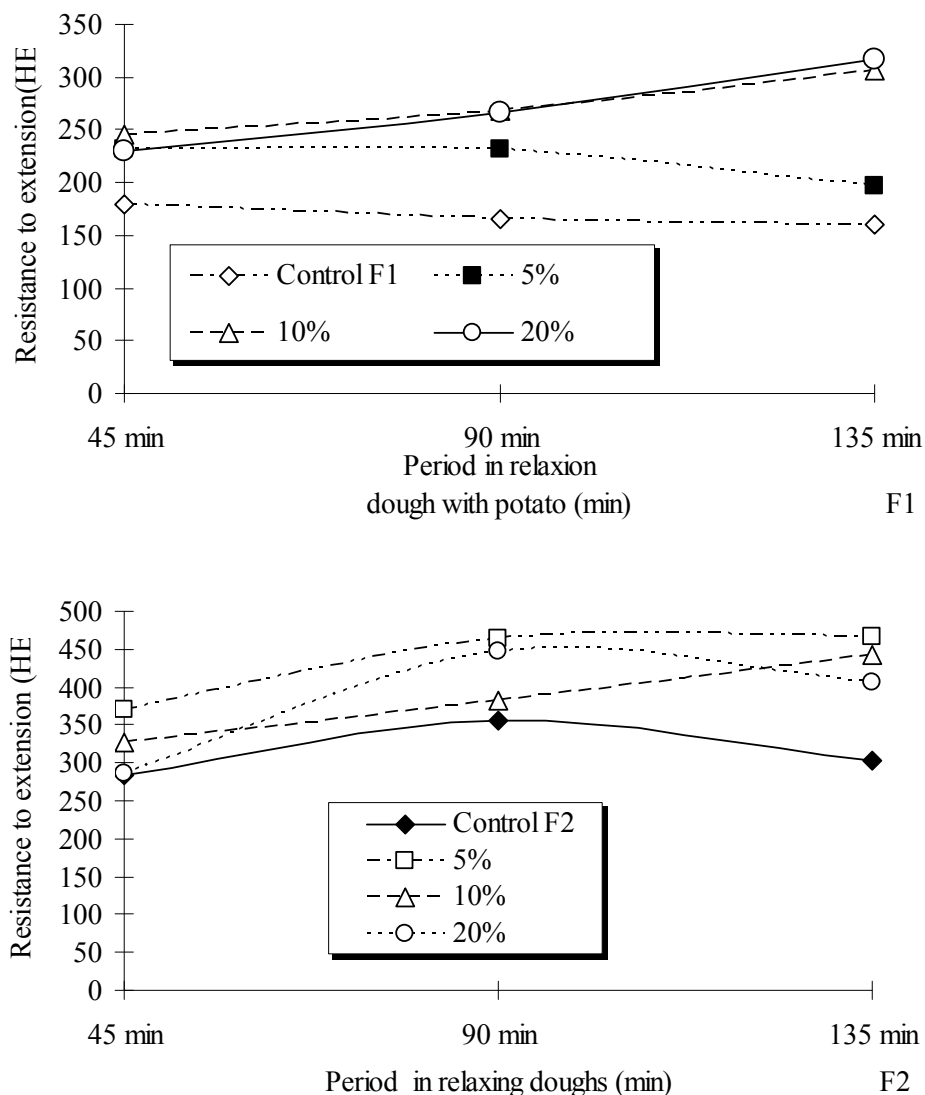 350
300
250
200
150
100
50
0
Resistance to extension(HE
Control F1
5%
10%
20%
45 min
90 min
135 min
Period in relaxion
dough with potato (min)
F1
500
450
400
350
300
250
200
150
100
50
0
Resistance to extension (HE
Control F2
5%
10%
20%
45 min
90 min
135 min
Period in relaxing doughs (min)
F2